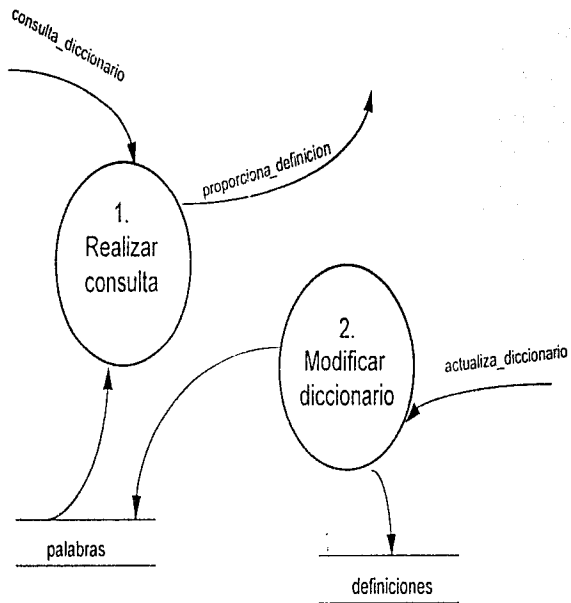 consulta_diccionario
proporciona_definicion
1.
Realizar
consulta
2.
Modificar
diccionario
actualiza_diccionario
palabras
definiciones